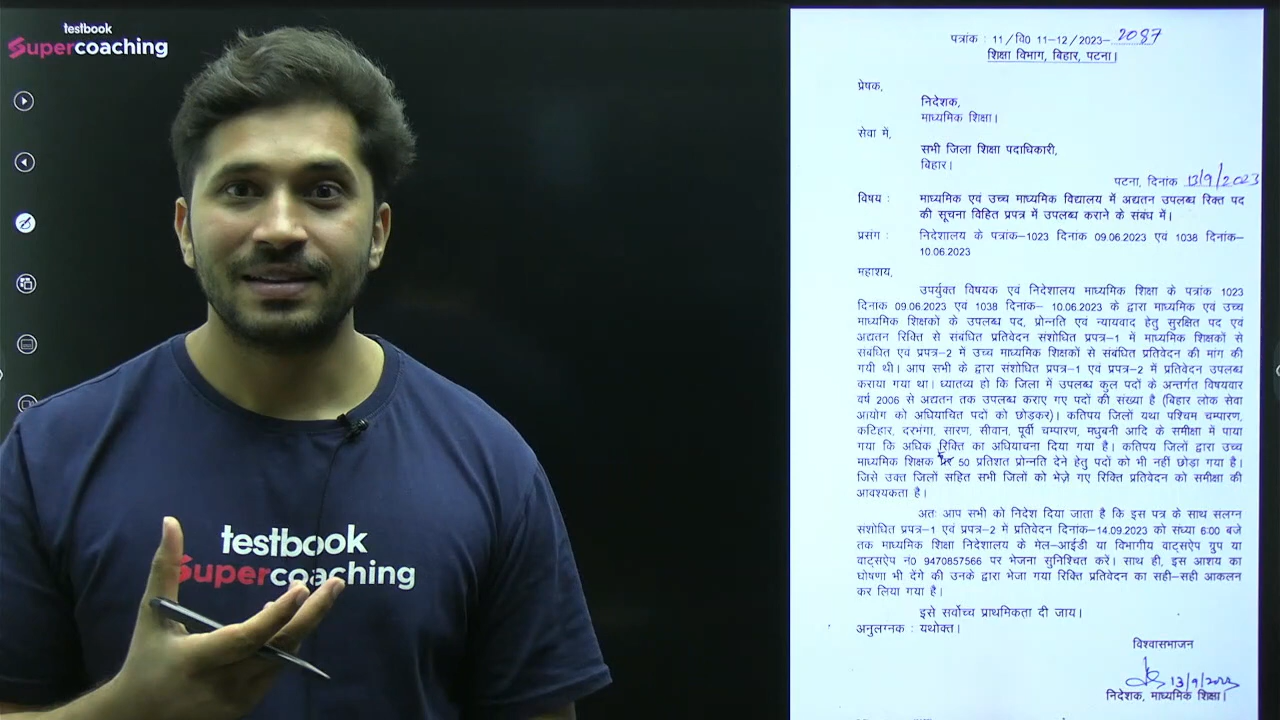 testbook
Supercoaching
testbook
Supercoaching
पत्रांक : 11/वि0 11-12/2023- 2087
शिक्षा विभाग, बिहार, पटना।
प्रेषक,
निदेशक,
माध्यमिक शिक्षा।
सेवा में,
सभी जिला शिक्षा पदाधिकारी,
बिहार।
पटना, दिनांक 13/9/2023
विषय : माध्यमिक एवं उच्च माध्यमिक विद्यालय में अद्यतन उपलब्ध रिक्त पद
की सूचना विहित प्रपत्र में उपलब्ध कराने के संबंध में।
प्रसंग : निदेशालय के पत्रांक-1023 दिनाक 09.06.2023 एवं 1038 दिनांक-
10.06.2023
महाशय,
उपर्युक्त विषयक एवं निदेशालय माध्यमिक शिक्षा के पत्रांक 1023
दिनाक 09.06.2023 एवं 1038 दिनाक- 10.06.2023 के द्वारा माध्यमिक एवं उच्च
माध्यमिक शिक्षकों के उपलब्ध पद, प्रोन्नति एवं न्यायवाद हेतु सुरक्षित पद एवं
अद्यतन रिक्ति से संबंधित प्रतिवेदन संशोधित प्रपत्र-1 में माध्यमिक शिक्षकों से
संबंधित एवं प्रपत्र-2 में उच्च माध्यमिक शिक्षकों से संबंधित प्रतिवेदन की मांग की
गयी थी। आप सभी के द्वारा संशोधित प्रपत्र-1 एवं प्रपत्र-2 में प्रतिवेदन उपलब्ध
कराया गया था। ध्यातव्य हो कि जिला में उपलब्ध कुल पदों के अन्तर्गत विषयवार
वर्ष 2006 से अद्यतन तक उपलब्ध कराए गए पदों की संख्या है (बिहार लोक सेवा
आयोग को अधियाचित पदों को छोड़कर)। कतिपय जिलों यथा पश्चिम चम्पारण,
कटिहार, दरभंगा, सारण, सीवान, पूर्वी चम्पारण, मधुबनी आदि के समीक्षा में पाया
गया कि अधिक रिक्ति का अधियाचना दिया गया है। कतिपय जिलों द्वारा उच्च
माध्यमिक शिक्षक पर 50 प्रतिशत प्रोन्नति देने हेतु पदों को भी नहीं छोडा गया है।
जिसे उक्त जिलों सहित सभी जिलों को भेज़े गए रिक्ति प्रतिवेदन को समीक्षा की
आवश्यकता है।
अतः आप सभी को निदेश दिया जाता है कि इस पत्र के साथ सलग्न
संशोधित प्रपत्र-1 एवं प्रपत्र-2 में प्रतिवेदन दिनाक-14.09.2023 को सध्या 6:00 बजे
तक माध्यमिक शिक्षा निदेशालय के मेल-आईडी या विभागीय वाट्सऐप ग्रुप या
वाट्सऐप न0 9470857566 पर भेजना सुनिश्चित करें। साथ ही, इस आशय का
घोषणा भी देंगे की उनके द्वारा भेजा गया रिक्ति प्रतिवेदन का सही-सही आकलन
कर लिया गया है।
इसे सर्वोच्च प्राथमिकता दी जाय।
अनुलग्नक : यथोक्त।
विश्वासभाजन
13/9/2023
निदेशक, माध्यमिक शिक्षा।